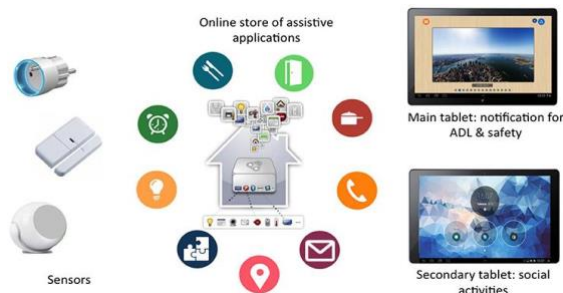 Online store of assistive
applications
Main tablet: notification for
ADL & safety
Sensors
Secondary tablet: social
activities